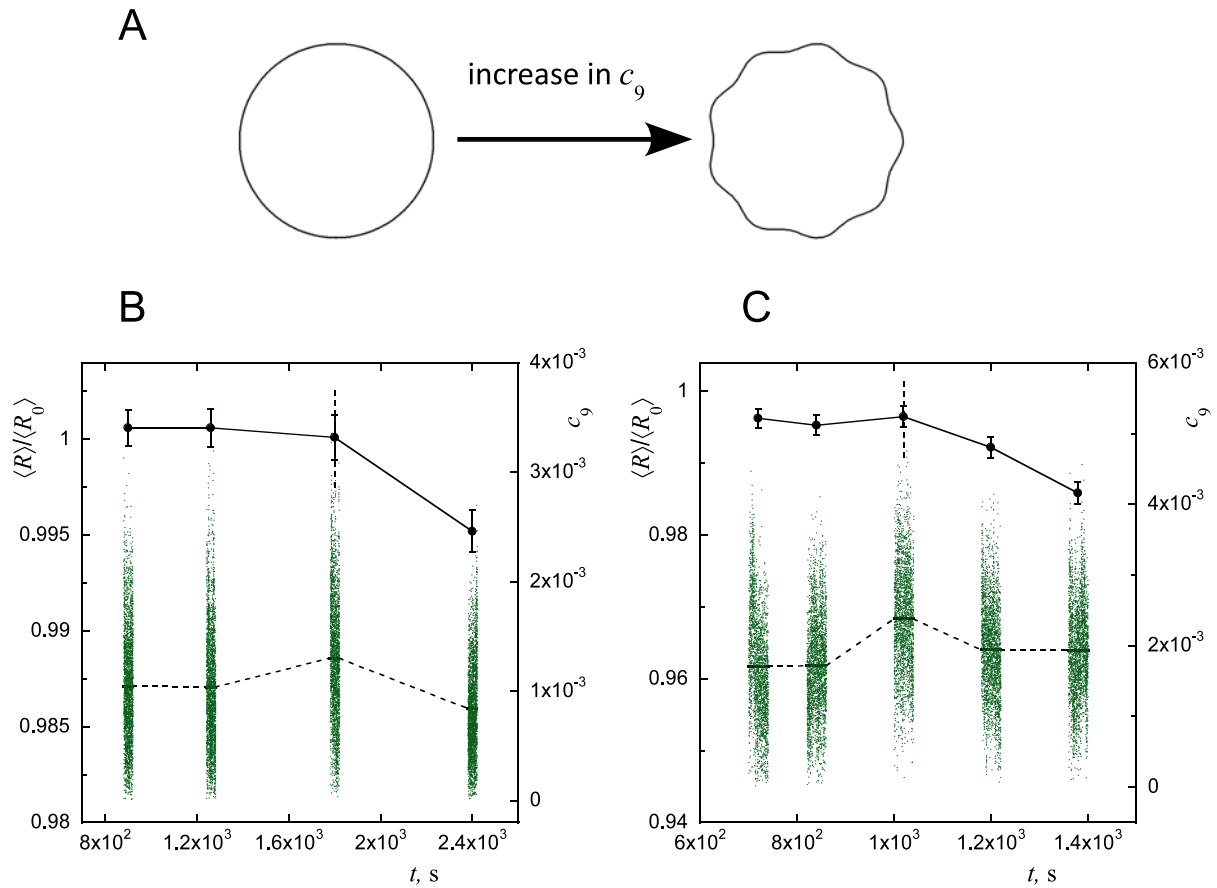 A
increase in c₉
B
⟨R⟩/⟨R₀⟩
1
0.995
0.99
0.985
0.98
4x10⁻³
3x10⁻³
2x10⁻³
1x10⁻³
0
c₉
8x10²
1.2x10³
1.6x10³
2x10³
2.4x10³
t, s
C
⟨R⟩/⟨R₀⟩
1
0.98
0.96
0.94
6x10⁻³
4x10⁻³
2x10⁻³
0
c₉
6x10²
8x10²
1x10³
1.2x10³
1.4x10³
t, s